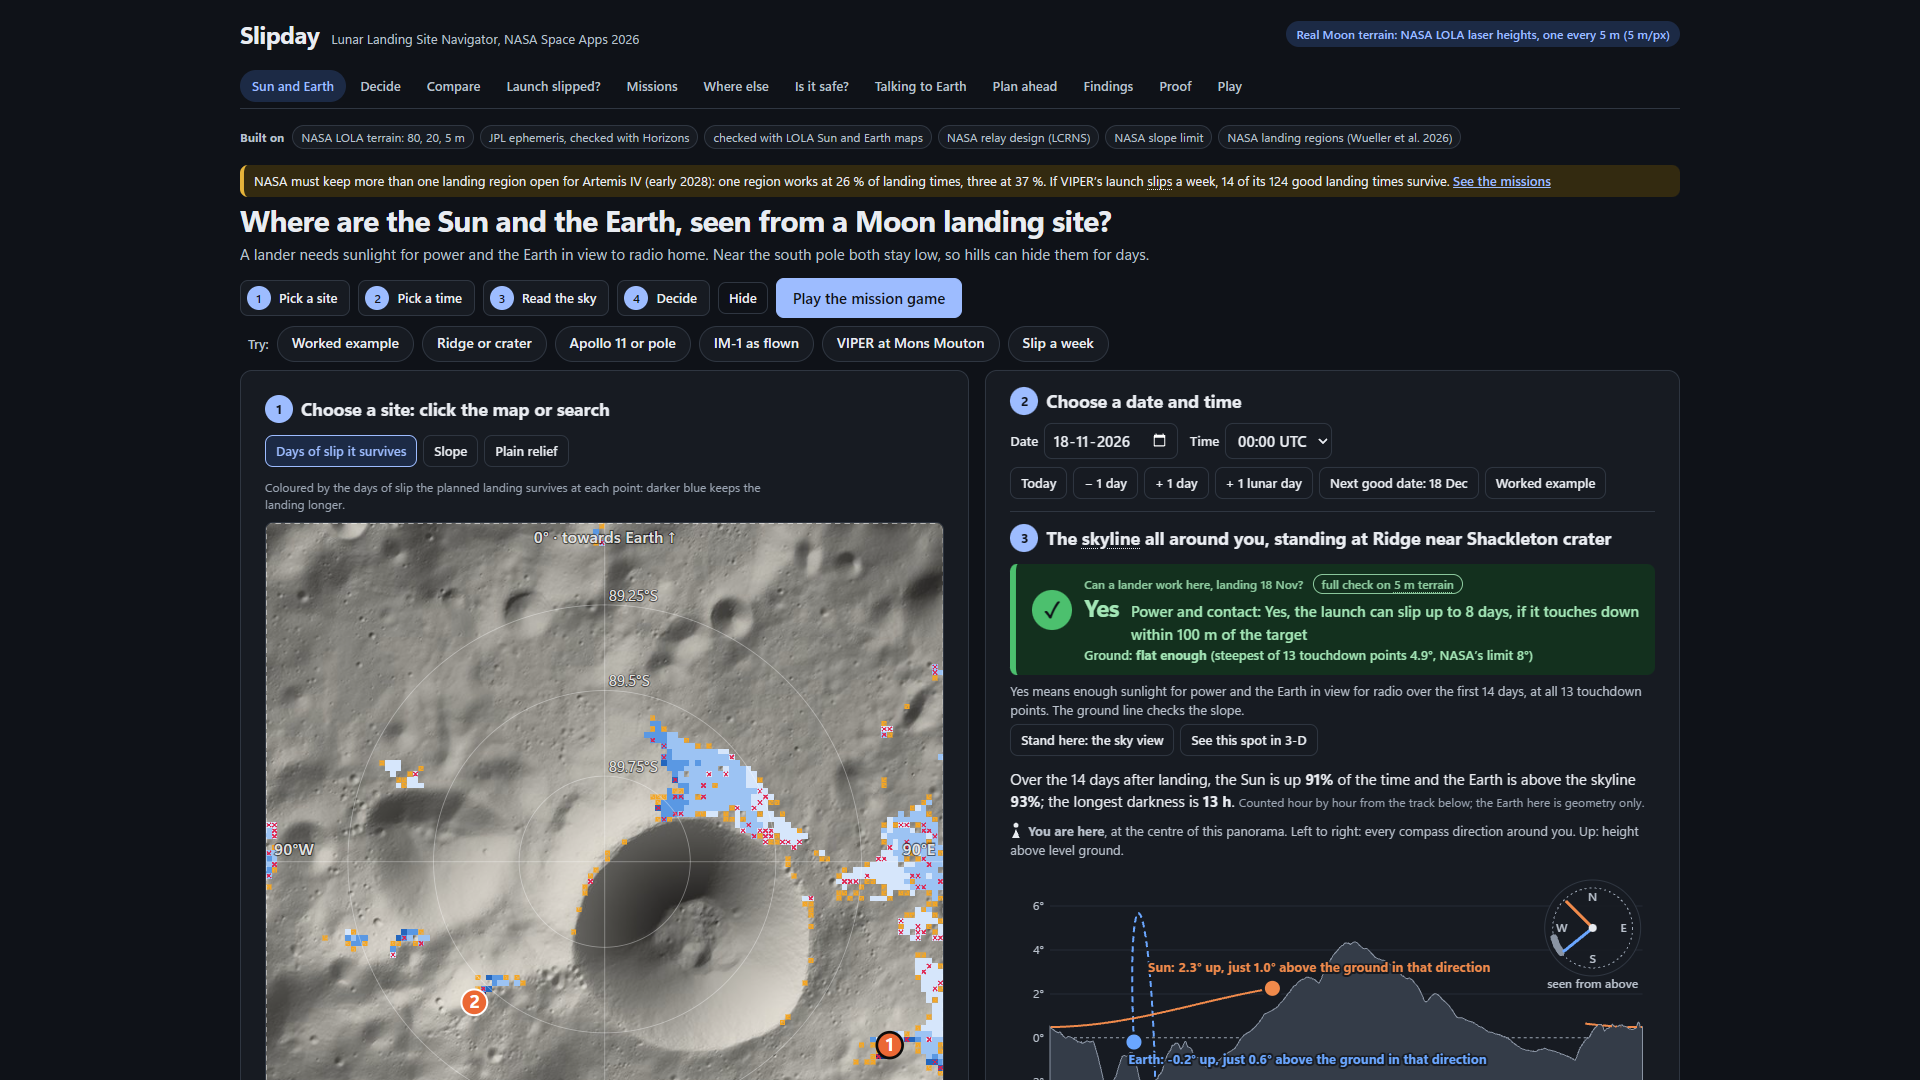 Slipday
Lunar Landing Site Navigator, NASA Space Apps 2026
Real Moon terrain: NASA LOLA laser heights, one every 5 m (5 m/px)
Sun and Earth
Decide
Compare
Launch slipped?
Missions
Where else
Is it safe?
Talking to Earth
Plan ahead
Findings
Proof
Play
Built on
NASA LOLA terrain: 80, 20, 5 m
JPL ephemeris, checked with Horizons
checked with LOLA Sun and Earth maps
NASA relay design (LCRNS)
NASA slope limit
NASA landing regions (Wueller et al. 2026)
NASA must keep more than one landing region open for Artemis IV (early 2028): one region works at 26 % of landing times, three at 37 %. If VIPER's launch slips a week, 14 of its 124 good landing times survive. See the missions
Where are the Sun and the Earth, seen from a Moon landing site?
A lander needs sunlight for power and the Earth in view to radio home. Near the south pole both stay low, so hills can hide them for days.
1 Pick a site
2 Pick a time
3 Read the sky
4 Decide
Hide
Play the mission game
Try:
Worked example
Ridge or crater
Apollo 11 or pole
IM-1 as flown
VIPER at Mons Mouton
Slip a week
1 Choose a site: click the map or search
Days of slip it survives
Slope
Plain relief
Coloured by the days of slip the planned landing survives at each point: darker blue keeps the
landing longer.
0° · towards Earth ↑
89.25°S
89.5°S
89.75°S
90°W
90°E
2
1
2 Choose a date and time
Date
18-11-2026
Time
00:00 UTC
Today
− 1 day
+ 1 day
+ 1 lunar day
Next good date: 18 Dec
Worked example
3 The skyline all around you, standing at Ridge near Shackleton crater
Can a lander work here, landing 18 Nov?
full check on 5 m terrain
✓
Yes
Power and contact: Yes, the launch can slip up to 8 days, if it touches down
within 100 m of the target
Ground: flat enough (steepest of 13 touchdown points 4.9°, NASA's limit 8°)
Yes means enough sunlight for power and the Earth in view for radio over the first 14 days, at all 13 touchdown
points. The ground line checks the slope.
Stand here: the sky view
See this spot in 3-D
Over the 14 days after landing, the Sun is up 91% of the time and the Earth is above the skyline
93%; the longest darkness is 13 h. Counted hour by hour from the track below; the Earth here is geometry only.
You are here, at the centre of this panorama. Left to right: every compass direction around you. Up: height
above level ground.
6°
4°
2°
0°
N
W
E
S
seen from above
Sun: 2.3° up, just 1.0° above the ground in that direction
Earth: -0.2° up, just 0.6° above the ground in that direction